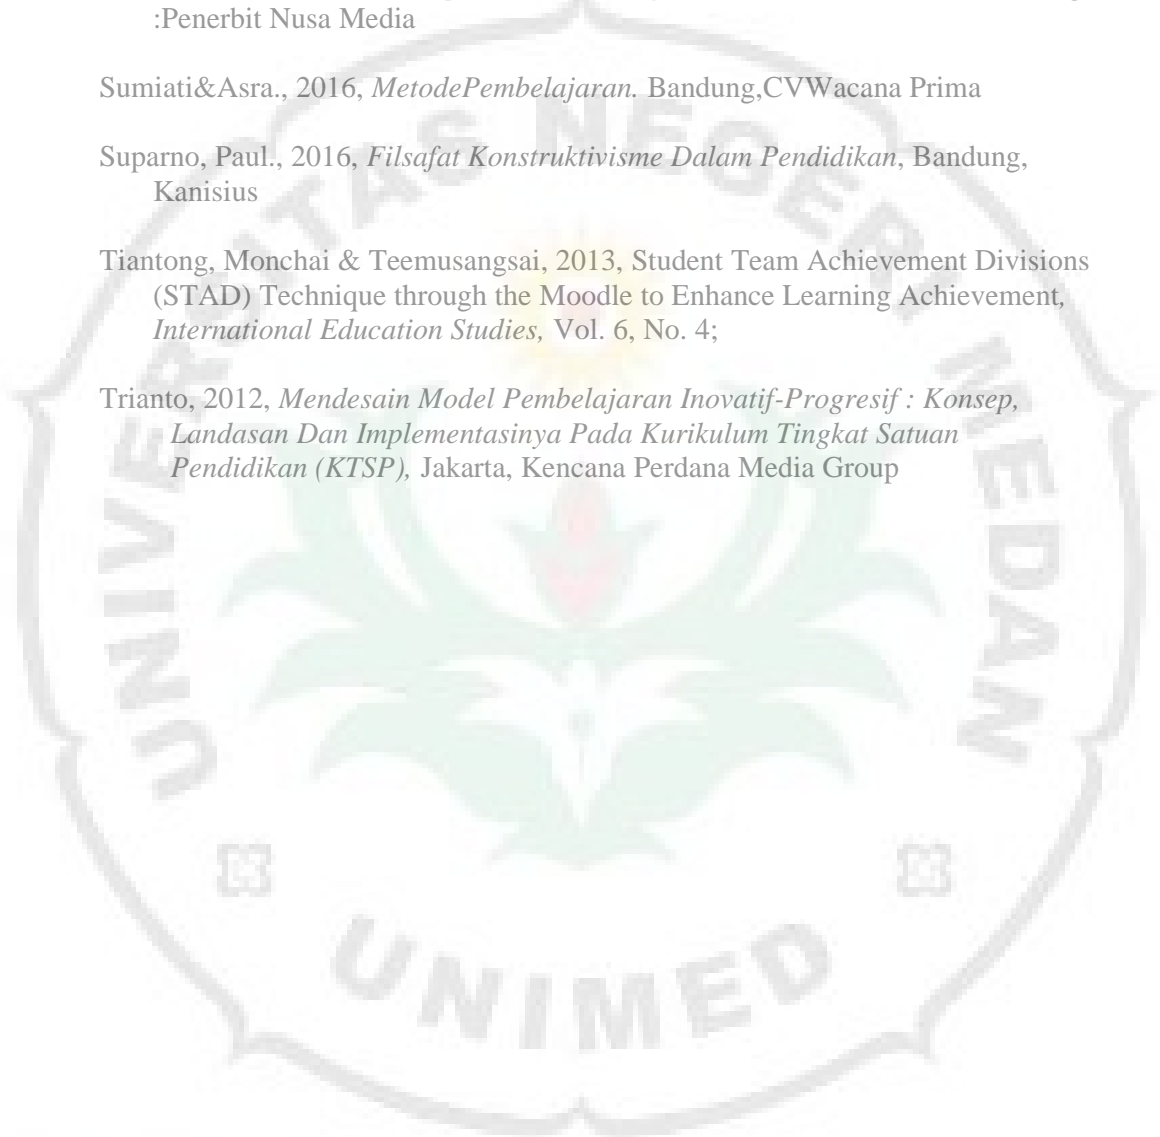 :Penerbit Nusa Media
Sumiati&Asra., 2016, MetodePembelajaran. Bandung,CVWacana Prima
Suparno, Paul., 2016, Filsafat Konstruktivisme Dalam Pendidikan, Bandung,
Kanisius
Tiantong, Monchai & Teemusangsai, 2013, Student Team Achievement Divisions
(STAD) Technique through the Moodle to Enhance Learning Achievement,
International Education Studies, Vol. 6, No. 4;
Trianto, 2012, Mendesain Model Pembelajaran Inovatif-Progresif : Konsep,
Landasan Dan Implementasinya Pada Kurikulum Tingkat Satuan
Pendidikan (KTSP), Jakarta, Kencana Perdana Media Group
UNIVERSITAS NEGERI MEDAN
UNIMED